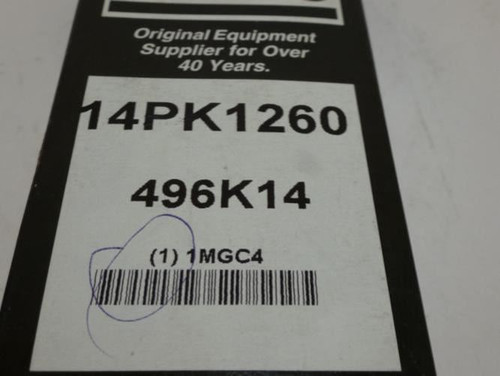 Original Equipment
Supplier for Over
40 Years.
14PK1260
496K14
(1) 1MGC4